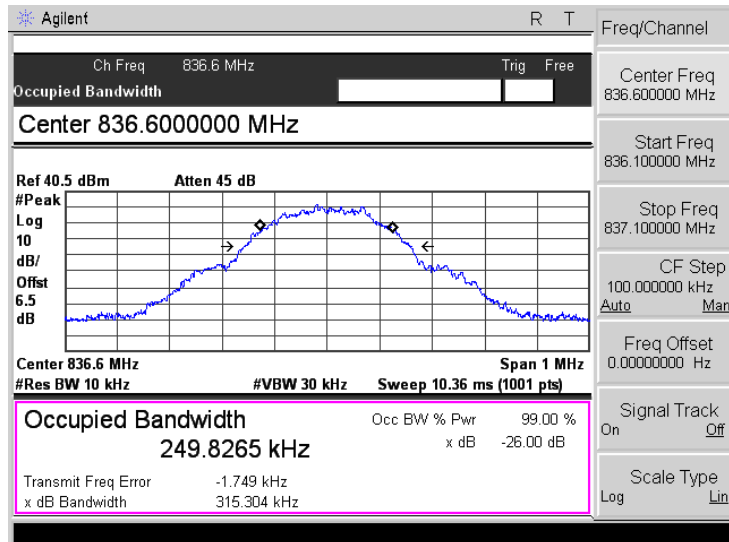 Agilent R T
Ch Freq 836.6 MHz Trig Free
Occupied Bandwidth
Center 836.6000000 MHz
Ref 40.5 dBm Atten 45 dB
#Peak
Log
10
dB/
Offst
6.5
dB
Center 836.6 MHz Span 1 MHz
#Res BW 10 kHz #VBW 30 kHz Sweep 10.36 ms (1001 pts)
Occupied Bandwidth Occ BW % Pwr 99.00 %
249.8265 kHz x dB -26.00 dB
Transmit Freq Error -1.749 kHz
x dB Bandwidth 315.304 kHz
Freq/Channel
Center Freq
836.600000 MHz
Start Freq
836.100000 MHz
Stop Freq
837.100000 MHz
CF Step
100.000000 kHz
Auto Man
Freq Offset
0.00000000 Hz
Signal Track
On Off
Scale Type
Log Lin